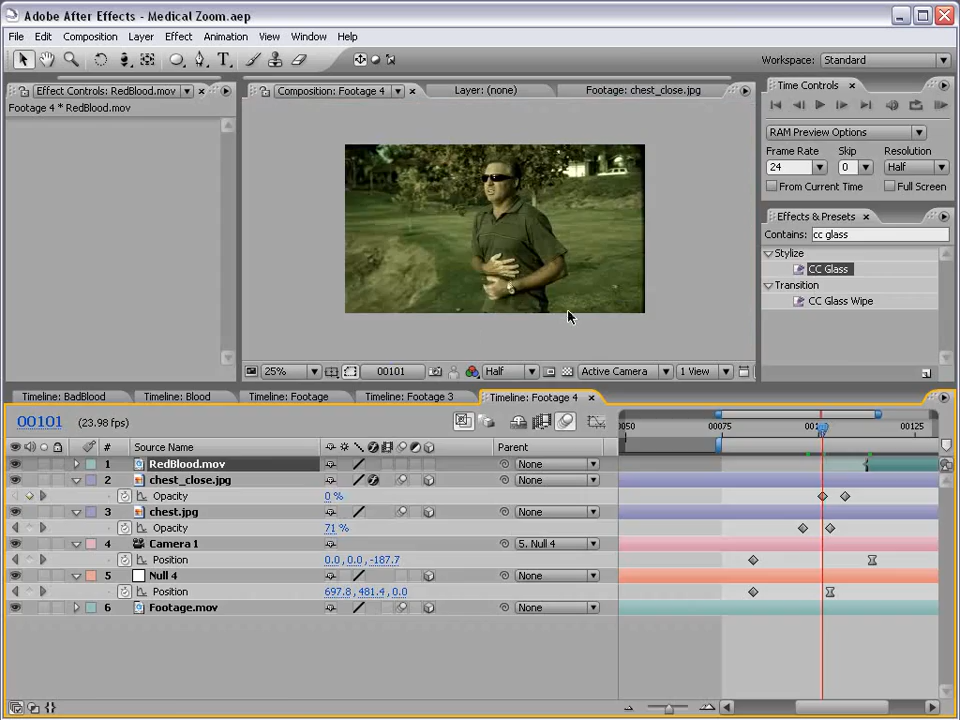 Adobe After Effects - Medical Zoom.aep
File Edit Composition Layer Effect Animation View Window Help
Workspace: Standard
Effect Controls: RedBlood.mov
Footage 4 * RedBlood.mov
Composition: Footage 4
Layer: (none)
Footage: chest_close.jpg
Time Controls
RAM Preview Options
Frame Rate Skip Resolution
24 0 Half
From Current Time Full Screen
Effects & Presets
Contains: cc glass
Stylize
CC Glass
Transition
CC Glass Wipe
25% 00101 Half Active Camera 1 View
Timeline: BadBlood Timeline: Blood Timeline: Footage Timeline: Footage 3 Timeline: Footage 4
00101 (23.98 fps)
0050 00075 00125
# Source Name Parent
1 RedBlood.mov None
2 chest_close.jpg None
Opacity 0 %
3 chest.jpg None
Opacity 71 %
4 Camera 1 5. Null 4
Position 0.0, 0.0, -187.7
5 Null 4 None
Position 697.8, 481.4, 0.0
6 Footage.mov None